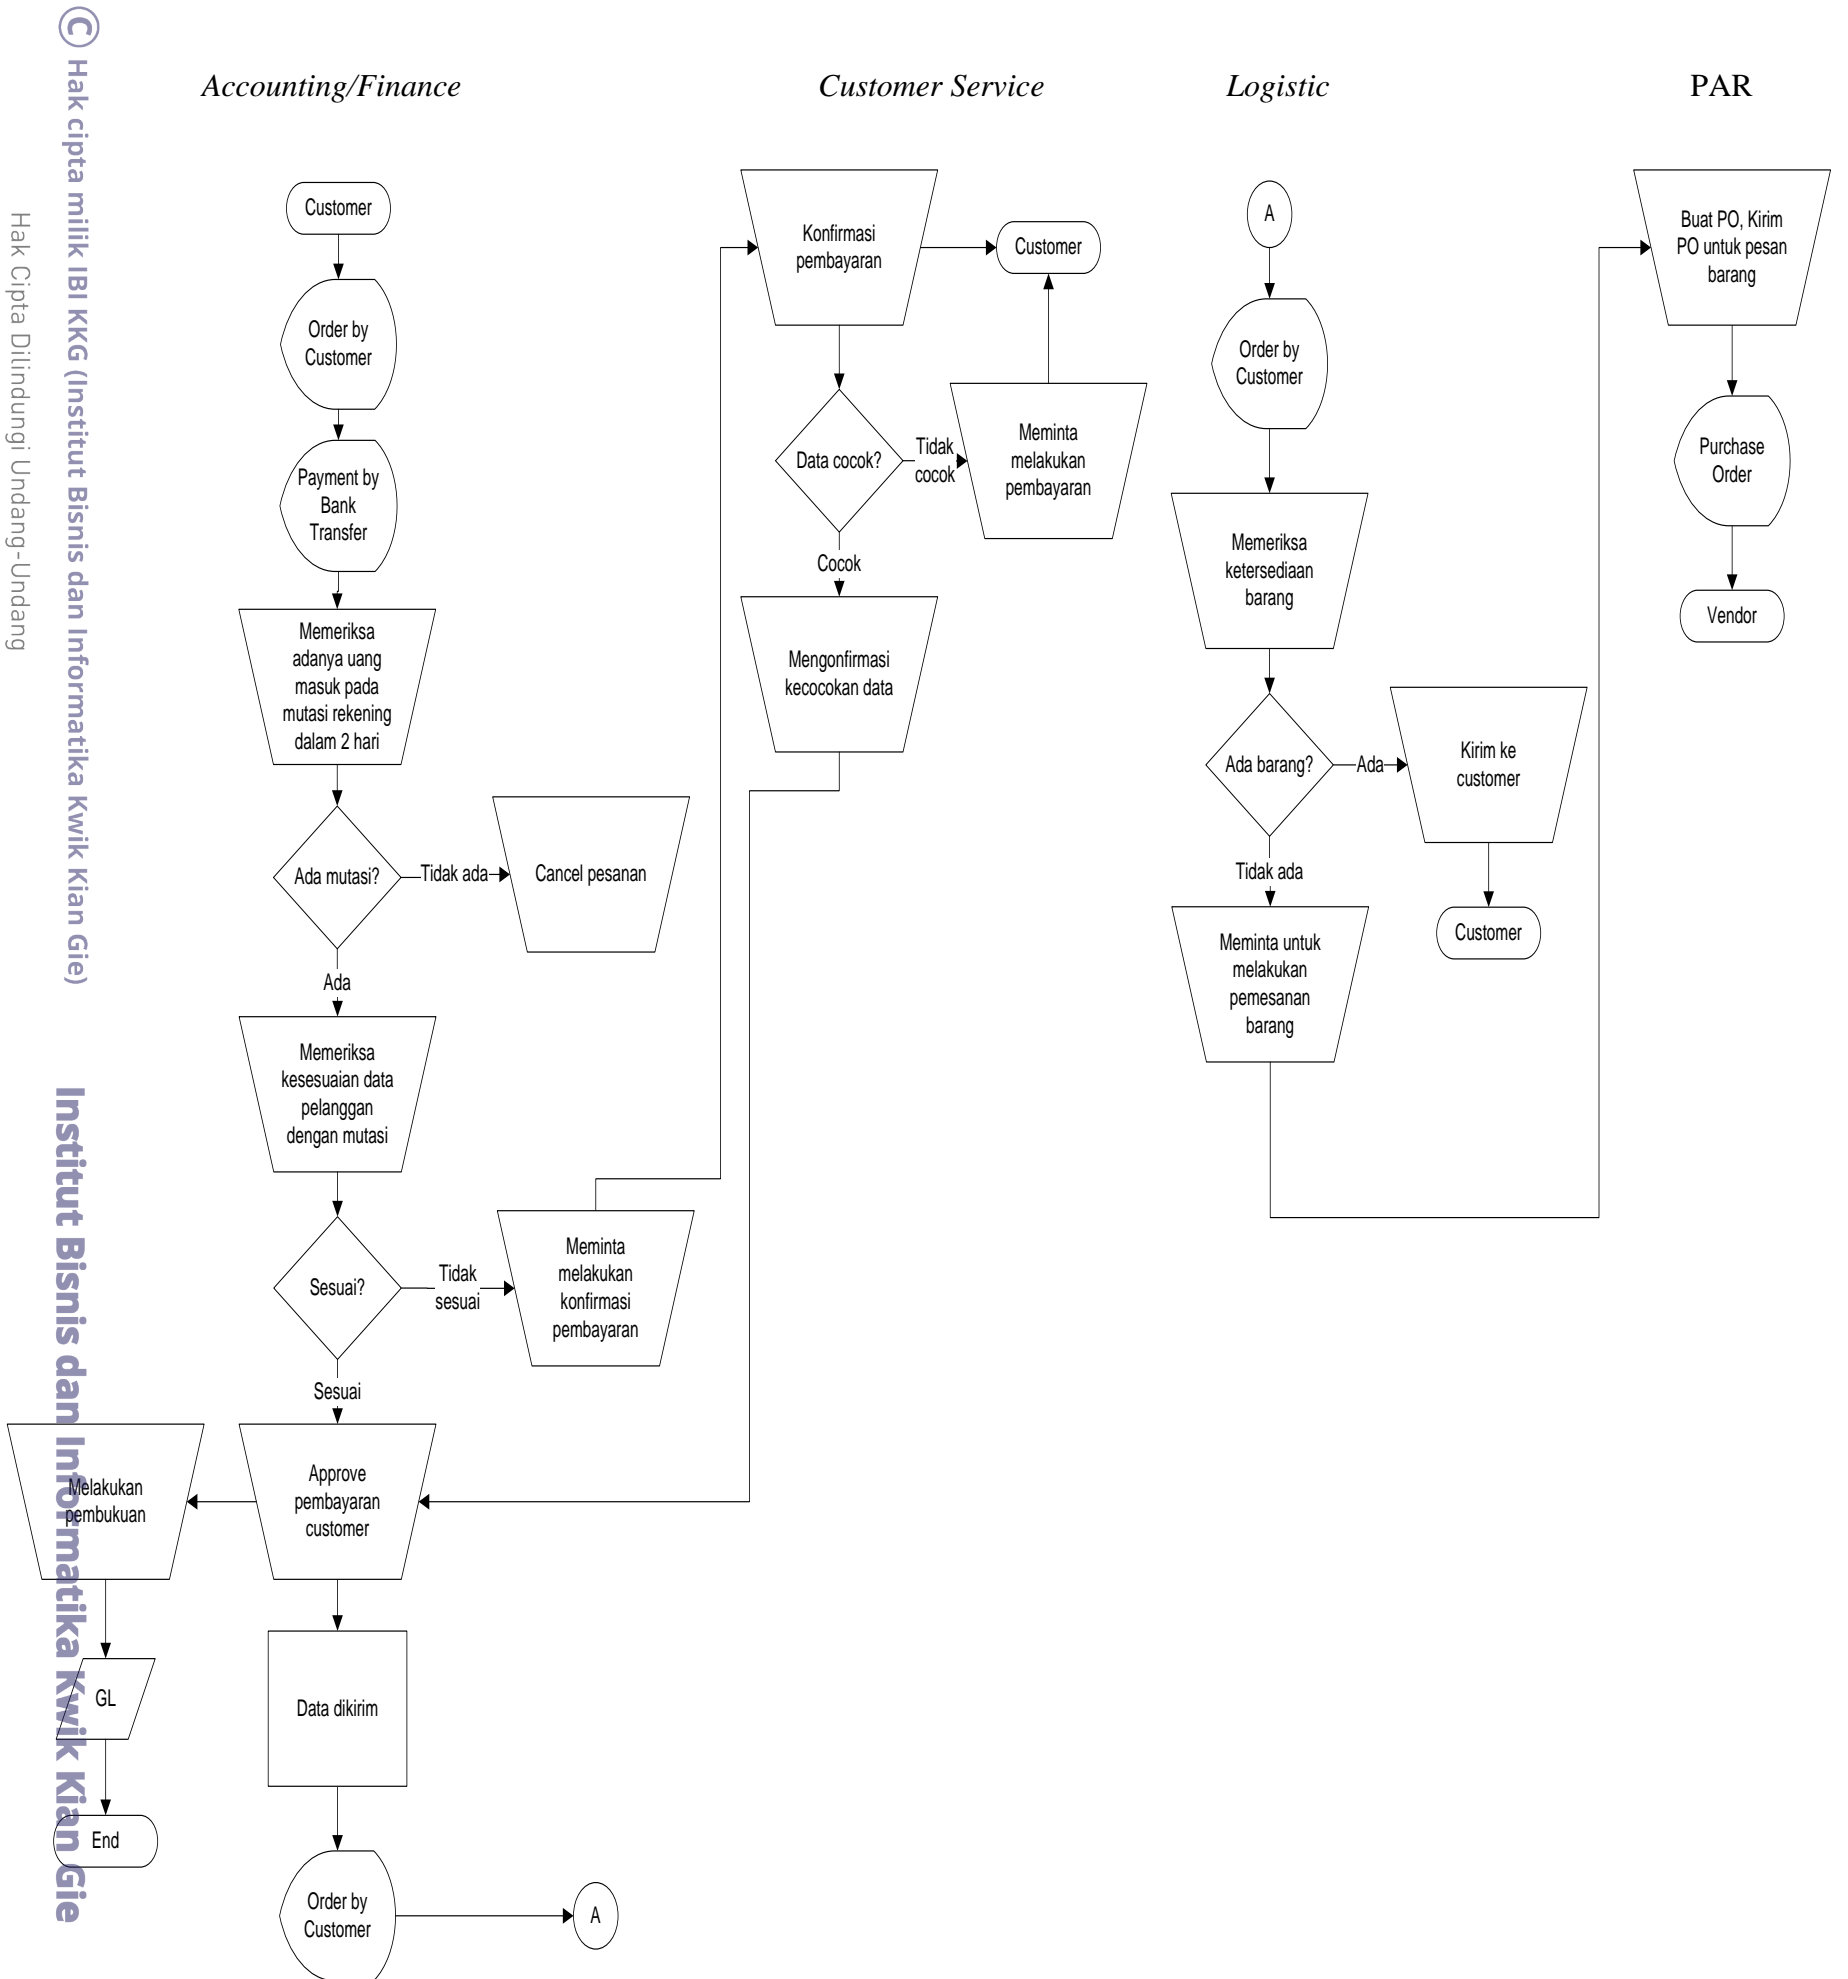 © Hak cipta milik IBI KKG (Institut Bisnis dan Informatika Kwik Kian Gie)
Hak Cipta Dilindungi Undang-Undang
Institut Bisnis dan Informatika Kwik Kian Gie
Accounting/Finance
Customer
Order by
Customer
Payment by
Bank
Transfer
Memeriksa
adanya uang
masuk pada
mutasi rekening
dalam 2 hari
Ada mutasi?
Tidak ada
Cancel pesanan
Ada
Memeriksa
kesesuaian data
pelanggan
dengan mutasi
Sesuai?
Tidak
sesuai
Meminta
melakukan
konfirmasi
pembayaran
Sesuai
Approve
pembayaran
customer
Melakukan
pembukuan
GL
End
Data dikirim
Order by
Customer
A
Customer Service
Konfirmasi
pembayaran
Customer
Data cocok?
Tidak
cocok
Meminta
melakukan
pembayaran
Cocok
Mengonfirmasi
kecocokan data
Logistic
A
Order by
Customer
Memeriksa
ketersediaan
barang
Ada barang?
Ada
Kirim ke
customer
Customer
Tidak ada
Meminta untuk
melakukan
pemesanan
barang
PAR
Buat PO, Kirim
PO untuk pesan
barang
Purchase
Order
Vendor